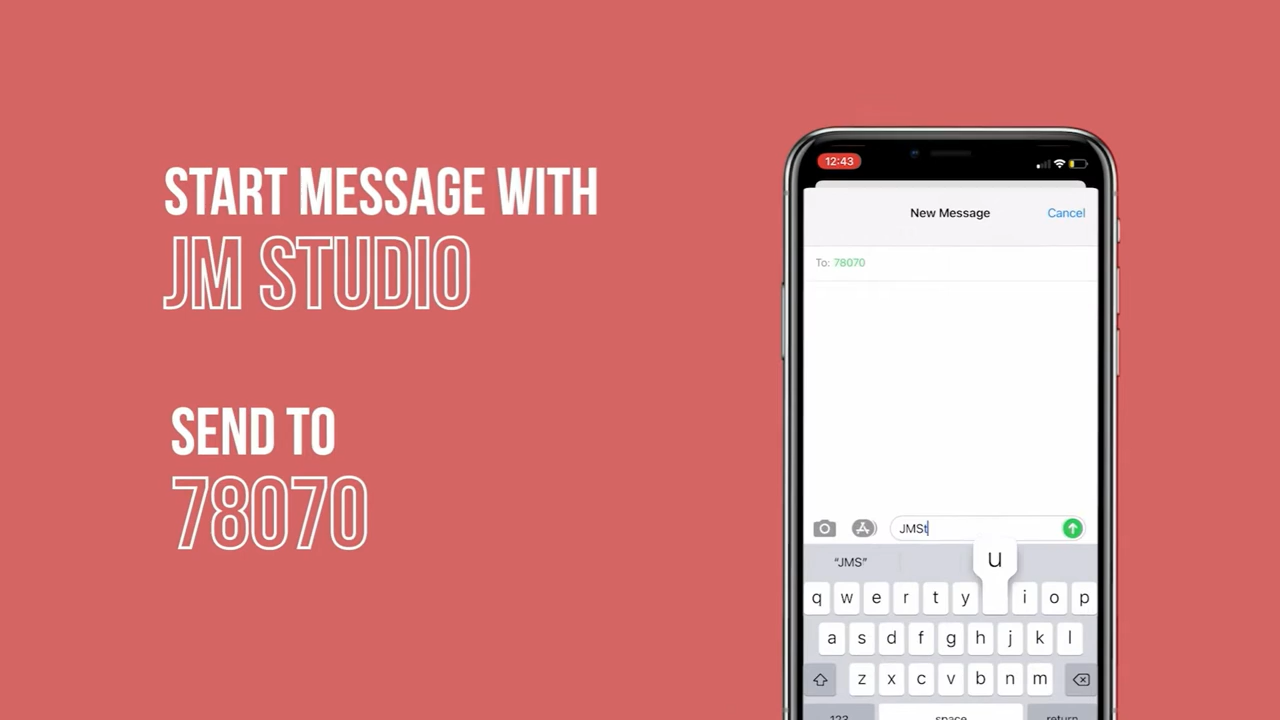 START MESSAGE WITH
JM STUDIO
SEND TO
78070
12:43
New Message
Cancel
To: 78070
JMSt
“JMS”
u
q w e r t y i o p
a s d f g h j k l
z x c v b n m
123 space return